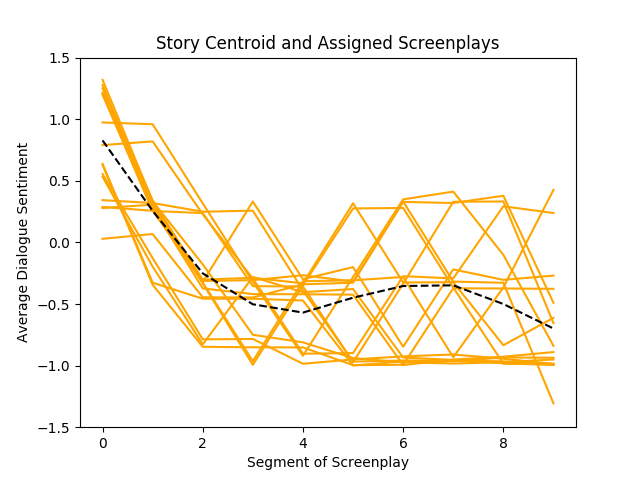 Story Centroid and Assigned Screenplays
1.5
1.0
0.5
0.0
−0.5
−1.0
−1.5
Average Dialogue Sentiment
0 2 4 6 8
Segment of Screenplay